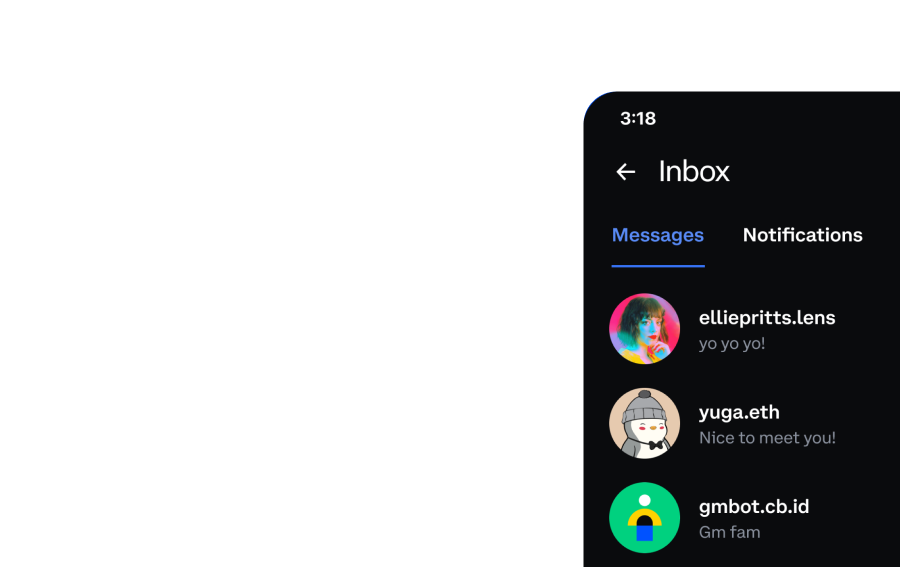 3:18
Inbox
Messages Notifications
elliepritts.lens
yo yo yo!
yuga.eth
Nice to meet you!
gmbot.cb.id
Gm fam